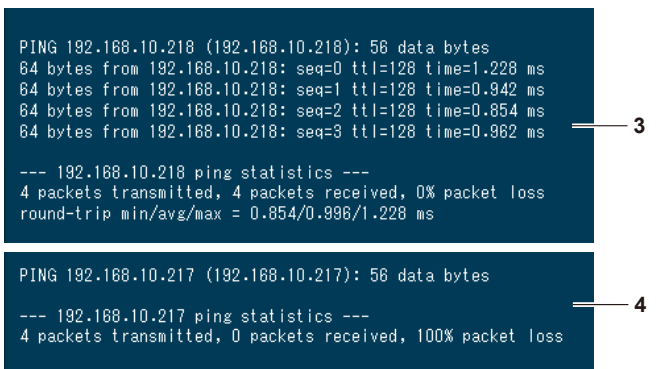 PING 192.168.10.218 (192.168.10.218): 56 data bytes
64 bytes from 192.168.10.218: seq=0 ttl=128 time=1.228 ms
64 bytes from 192.168.10.218: seq=1 ttl=128 time=0.942 ms
64 bytes from 192.168.10.218: seq=2 ttl=128 time=0.854 ms
64 bytes from 192.168.10.218: seq=3 ttl=128 time=0.962 ms
3
--- 192.168.10.218 ping statistics ---
4 packets transmitted, 4 packets received, 0% packet loss
round-trip min/avg/max = 0.854/0.996/1.228 ms
PING 192.168.10.217 (192.168.10.217): 56 data bytes
4
--- 192.168.10.217 ping statistics ---
4 packets transmitted, 0 packets received, 100% packet loss